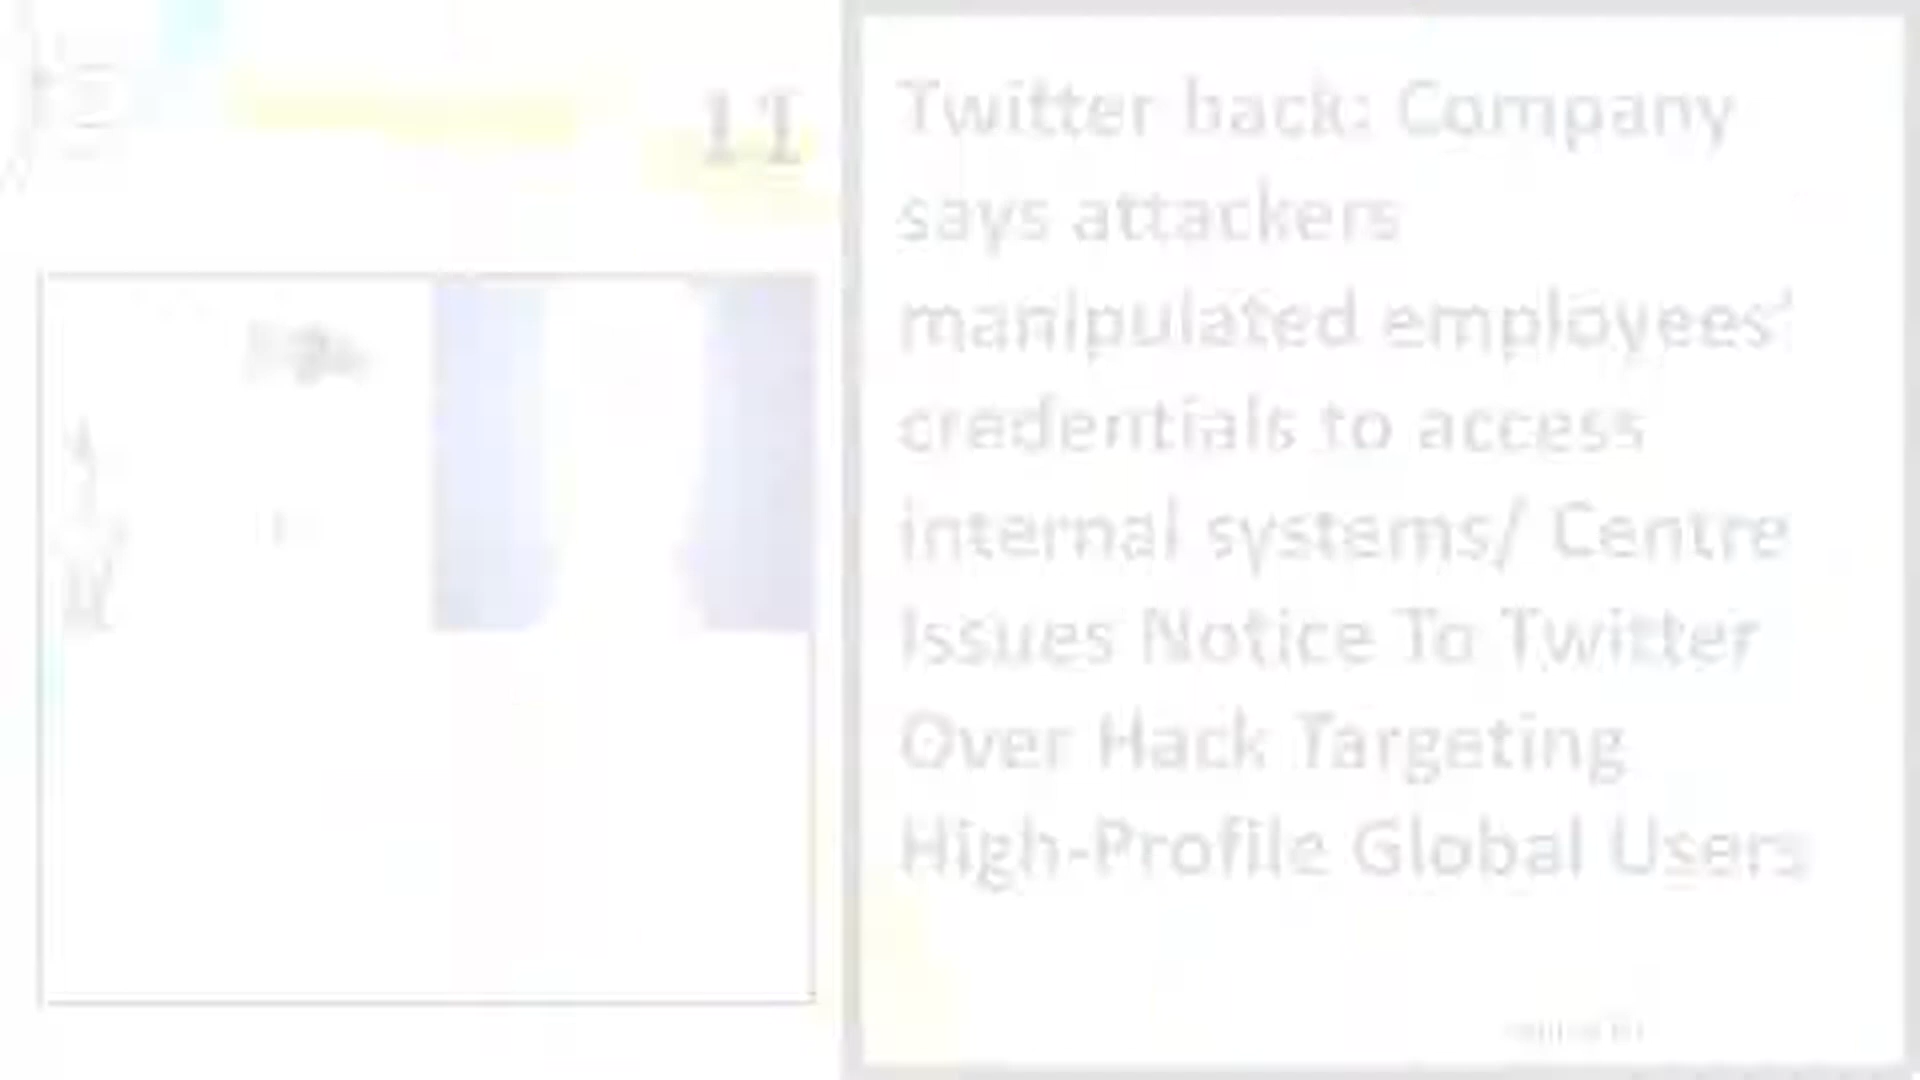 11
Twitter hack: Company
says attackers
manipulated employees'
credentials to access
internal systems/ Centre
Issues Notice To Twitter
Over Hack Targeting
High-Profile Global Users